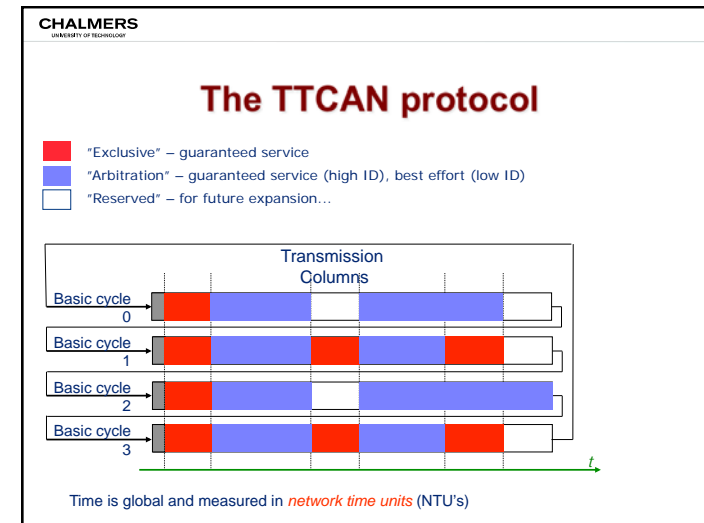 CHALMERS
UNIVERSITY OF TECHNOLOGY
The TTCAN protocol
"Exclusive" – guaranteed service
"Arbitration" – guaranteed service (high ID), best effort (low ID)
"Reserved" – for future expansion...
Transmission
Columns
Basic cycle
0
Basic cycle
1
Basic cycle
2
Basic cycle
3
t
Time is global and measured in network time units (NTU's)